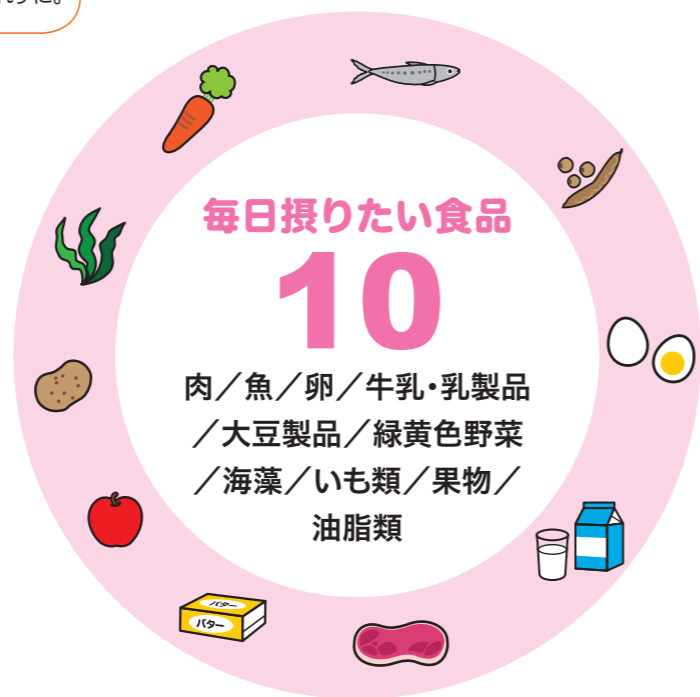 に。
毎日摂りたい食品
10
肉／魚／卵／牛乳・乳製品
／大豆製品／緑黄色野菜
／海藻／いも類／果物／
油脂類
バター
バター